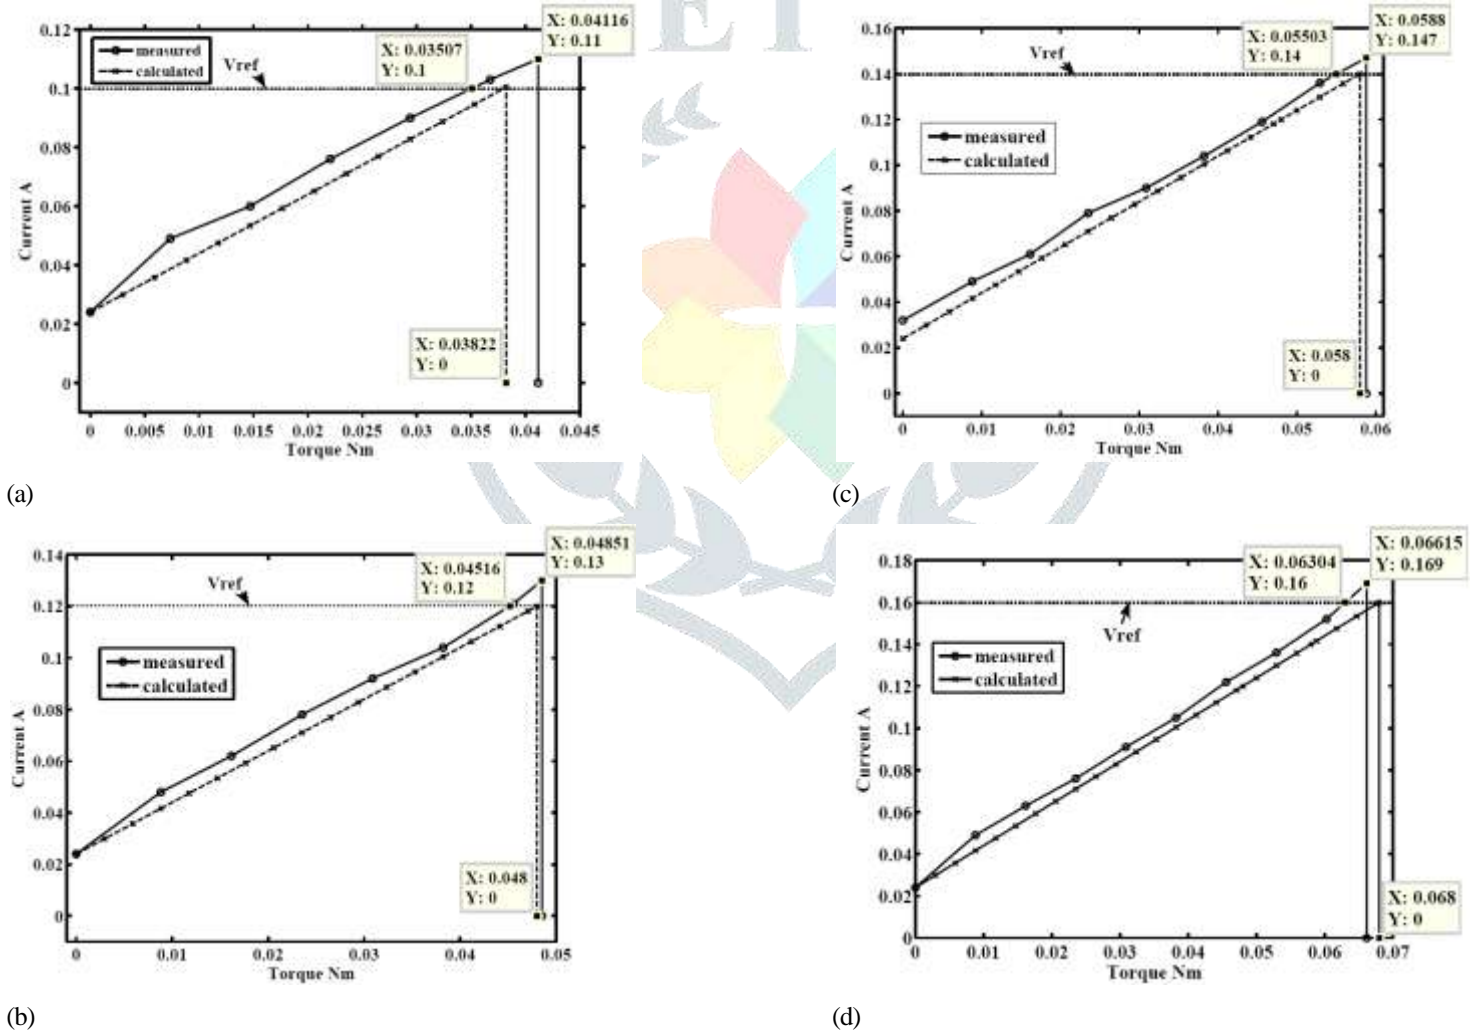 X: 0.04116
Y: 0.11
X: 0.03507
Y: 0.1
measured
calculated
Vref
0.12
0.1
0.08
0.06
0.04
0.02
0
Current A
X: 0.03822
Y: 0
0 0.005 0.01 0.015 0.02 0.025 0.03 0.035 0.04 0.045
Torque Nm
(a)
ET
X: 0.0588
Y: 0.147
X: 0.05503
Y: 0.14
Vref
measured
calculated
0.16
0.14
0.12
0.1
0.08
0.06
0.04
0.02
0
Current A
X: 0.058
Y: 0
0 0.01 0.02 0.03 0.04 0.05 0.06
Torque Nm
(c)
X: 0.04851
Y: 0.13
X: 0.04516
Y: 0.12
Vref
measured
calculated
0.14
0.12
0.1
0.08
0.06
0.04
0.02
0
Current A
X: 0.048
Y: 0
0 0.01 0.02 0.03 0.04 0.05
Torque Nm
(b)
X: 0.06615
Y: 0.169
X: 0.06304
Y: 0.16
Vref
measured
calculated
0.18
0.16
0.14
0.12
0.1
0.08
0.06
0.04
0.02
0
Current A
X: 0.068
Y: 0
0 0.01 0.02 0.03 0.04 0.05 0.06 0.07
Torque Nm
(d)